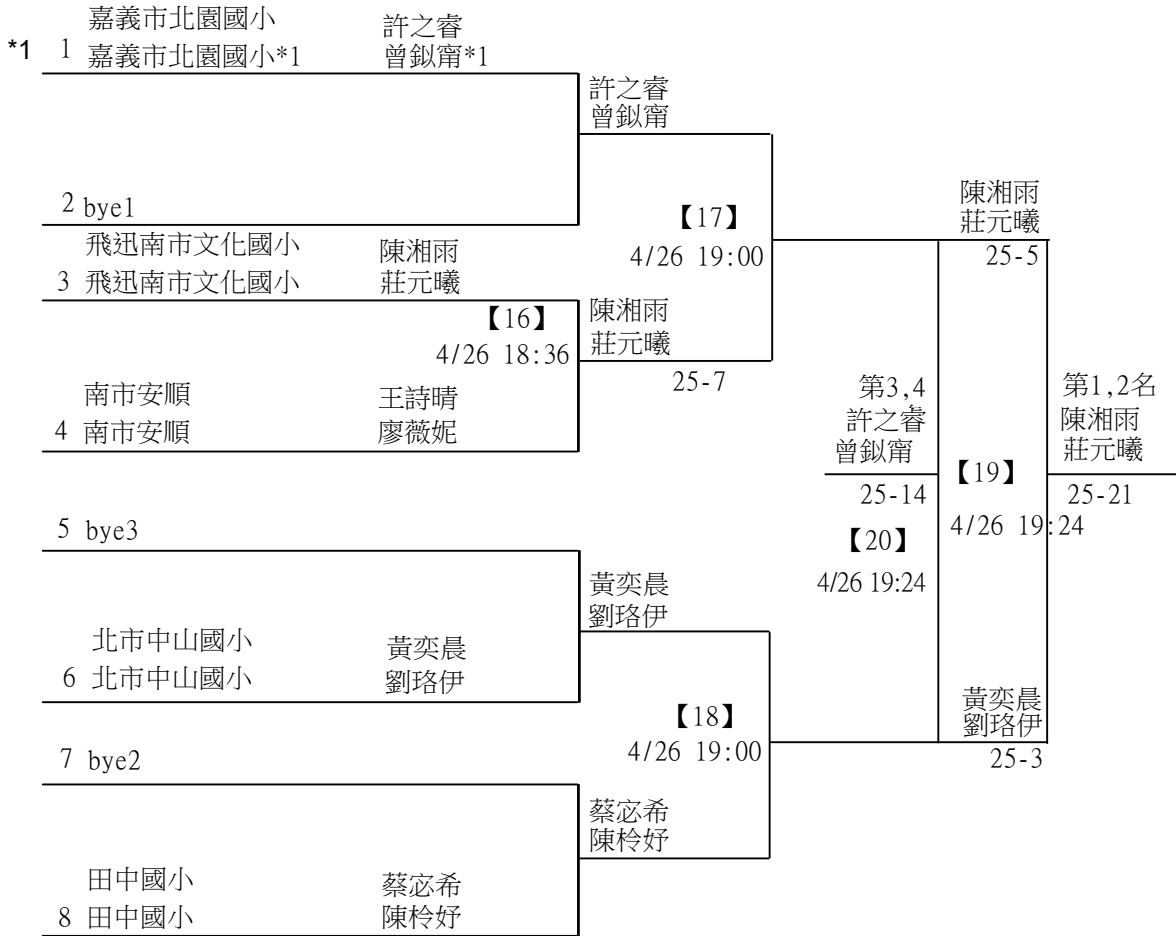 嘉義市北園國小 許之睿
*1 1 嘉義市北園國小*1 曾鈊甯*1
許之睿
曾鈊甯
2 bye1
【17】
4/26 19:00
陳湘雨
莊元曦
25-5
飛迅南市文化國小 陳湘雨
3 飛迅南市文化國小 莊元曦
【16】
4/26 18:36
陳湘雨
莊元曦
25-7
南市安順 王詩晴
4 南市安順 廖薇妮
第3,4名
許之睿
曾鈊甯
25-14
【20】
4/26 19:24
第1,2名
陳湘雨
莊元曦
25-21
【19】
4/26 19:24
5 bye3
黃奕晨
劉珞伊
北市中山國小 黃奕晨
6 北市中山國小 劉珞伊
【18】
4/26 19:00
黃奕晨
劉珞伊
25-3
7 bye2
蔡宓希
陳柃妤
田中國小 蔡宓希
8 田中國小 陳柃妤